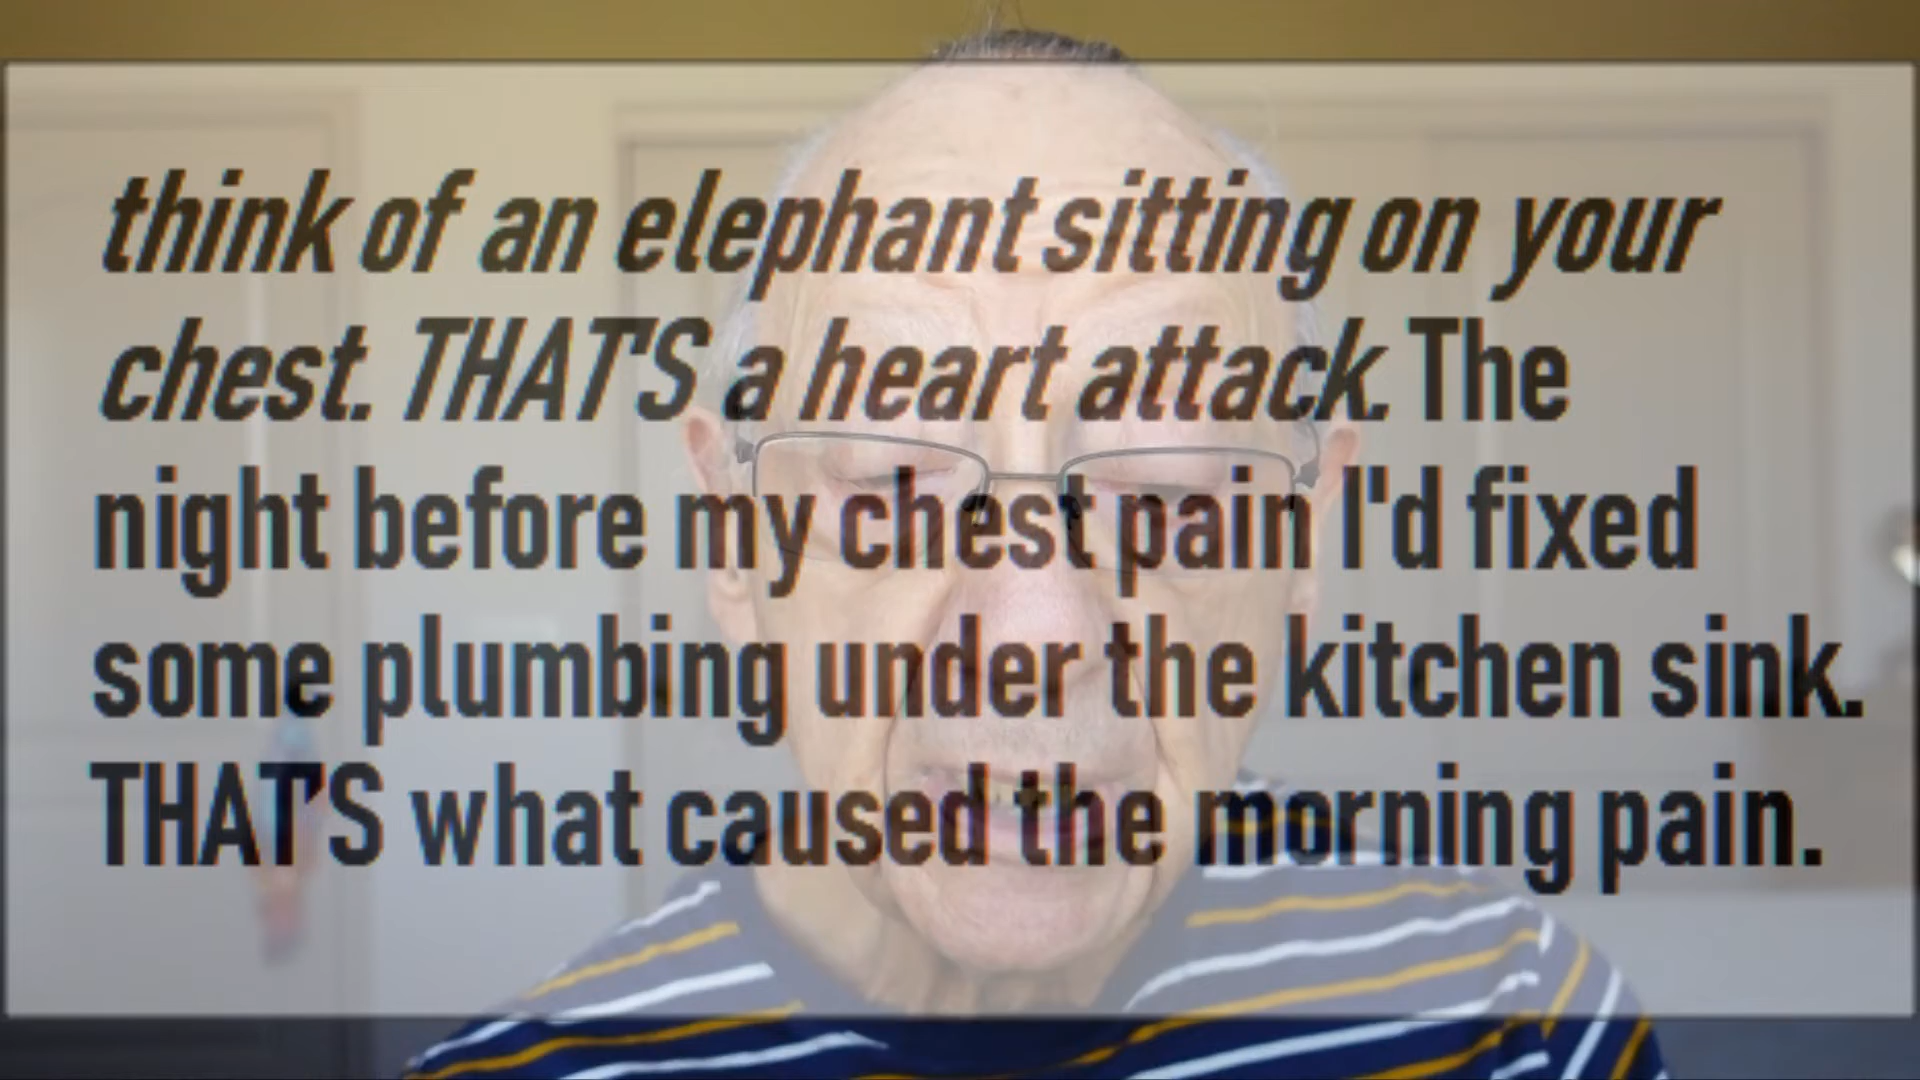 think of an elephant sitting on your
chest. THAT'S a heart attack. The
night before my chest pain I'd fixed
some plumbing under the kitchen sink.
THAT'S what caused the morning pain.